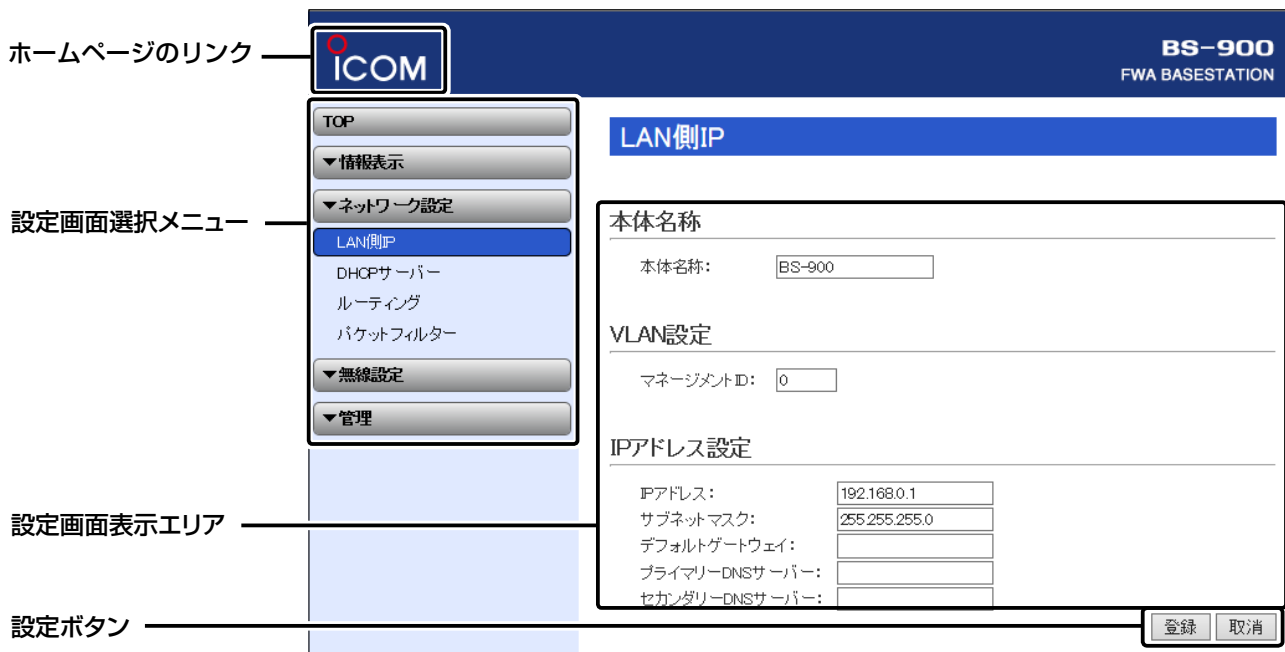 ホームページのリンク
ICOM
BS-900
FWA BASESTATION
設定画面選択メニュー
TOP
▼情報表示
▼ネットワーク設定
LAN側IP
DHCPサーバー
ルーティング
パケットフィルター
▼無線設定
▼管理
LAN側IP
設定画面表示エリア
本体名称
本体名称: BS-900
VLAN設定
マネージメントID: 0
IPアドレス設定
IPアドレス: 192.168.0.1
サブネットマスク: 255.255.255.0
デフォルトゲートウェイ:
プライマリーDNSサーバー:
セカンダリーDNSサーバー:
設定ボタン
登録 取消